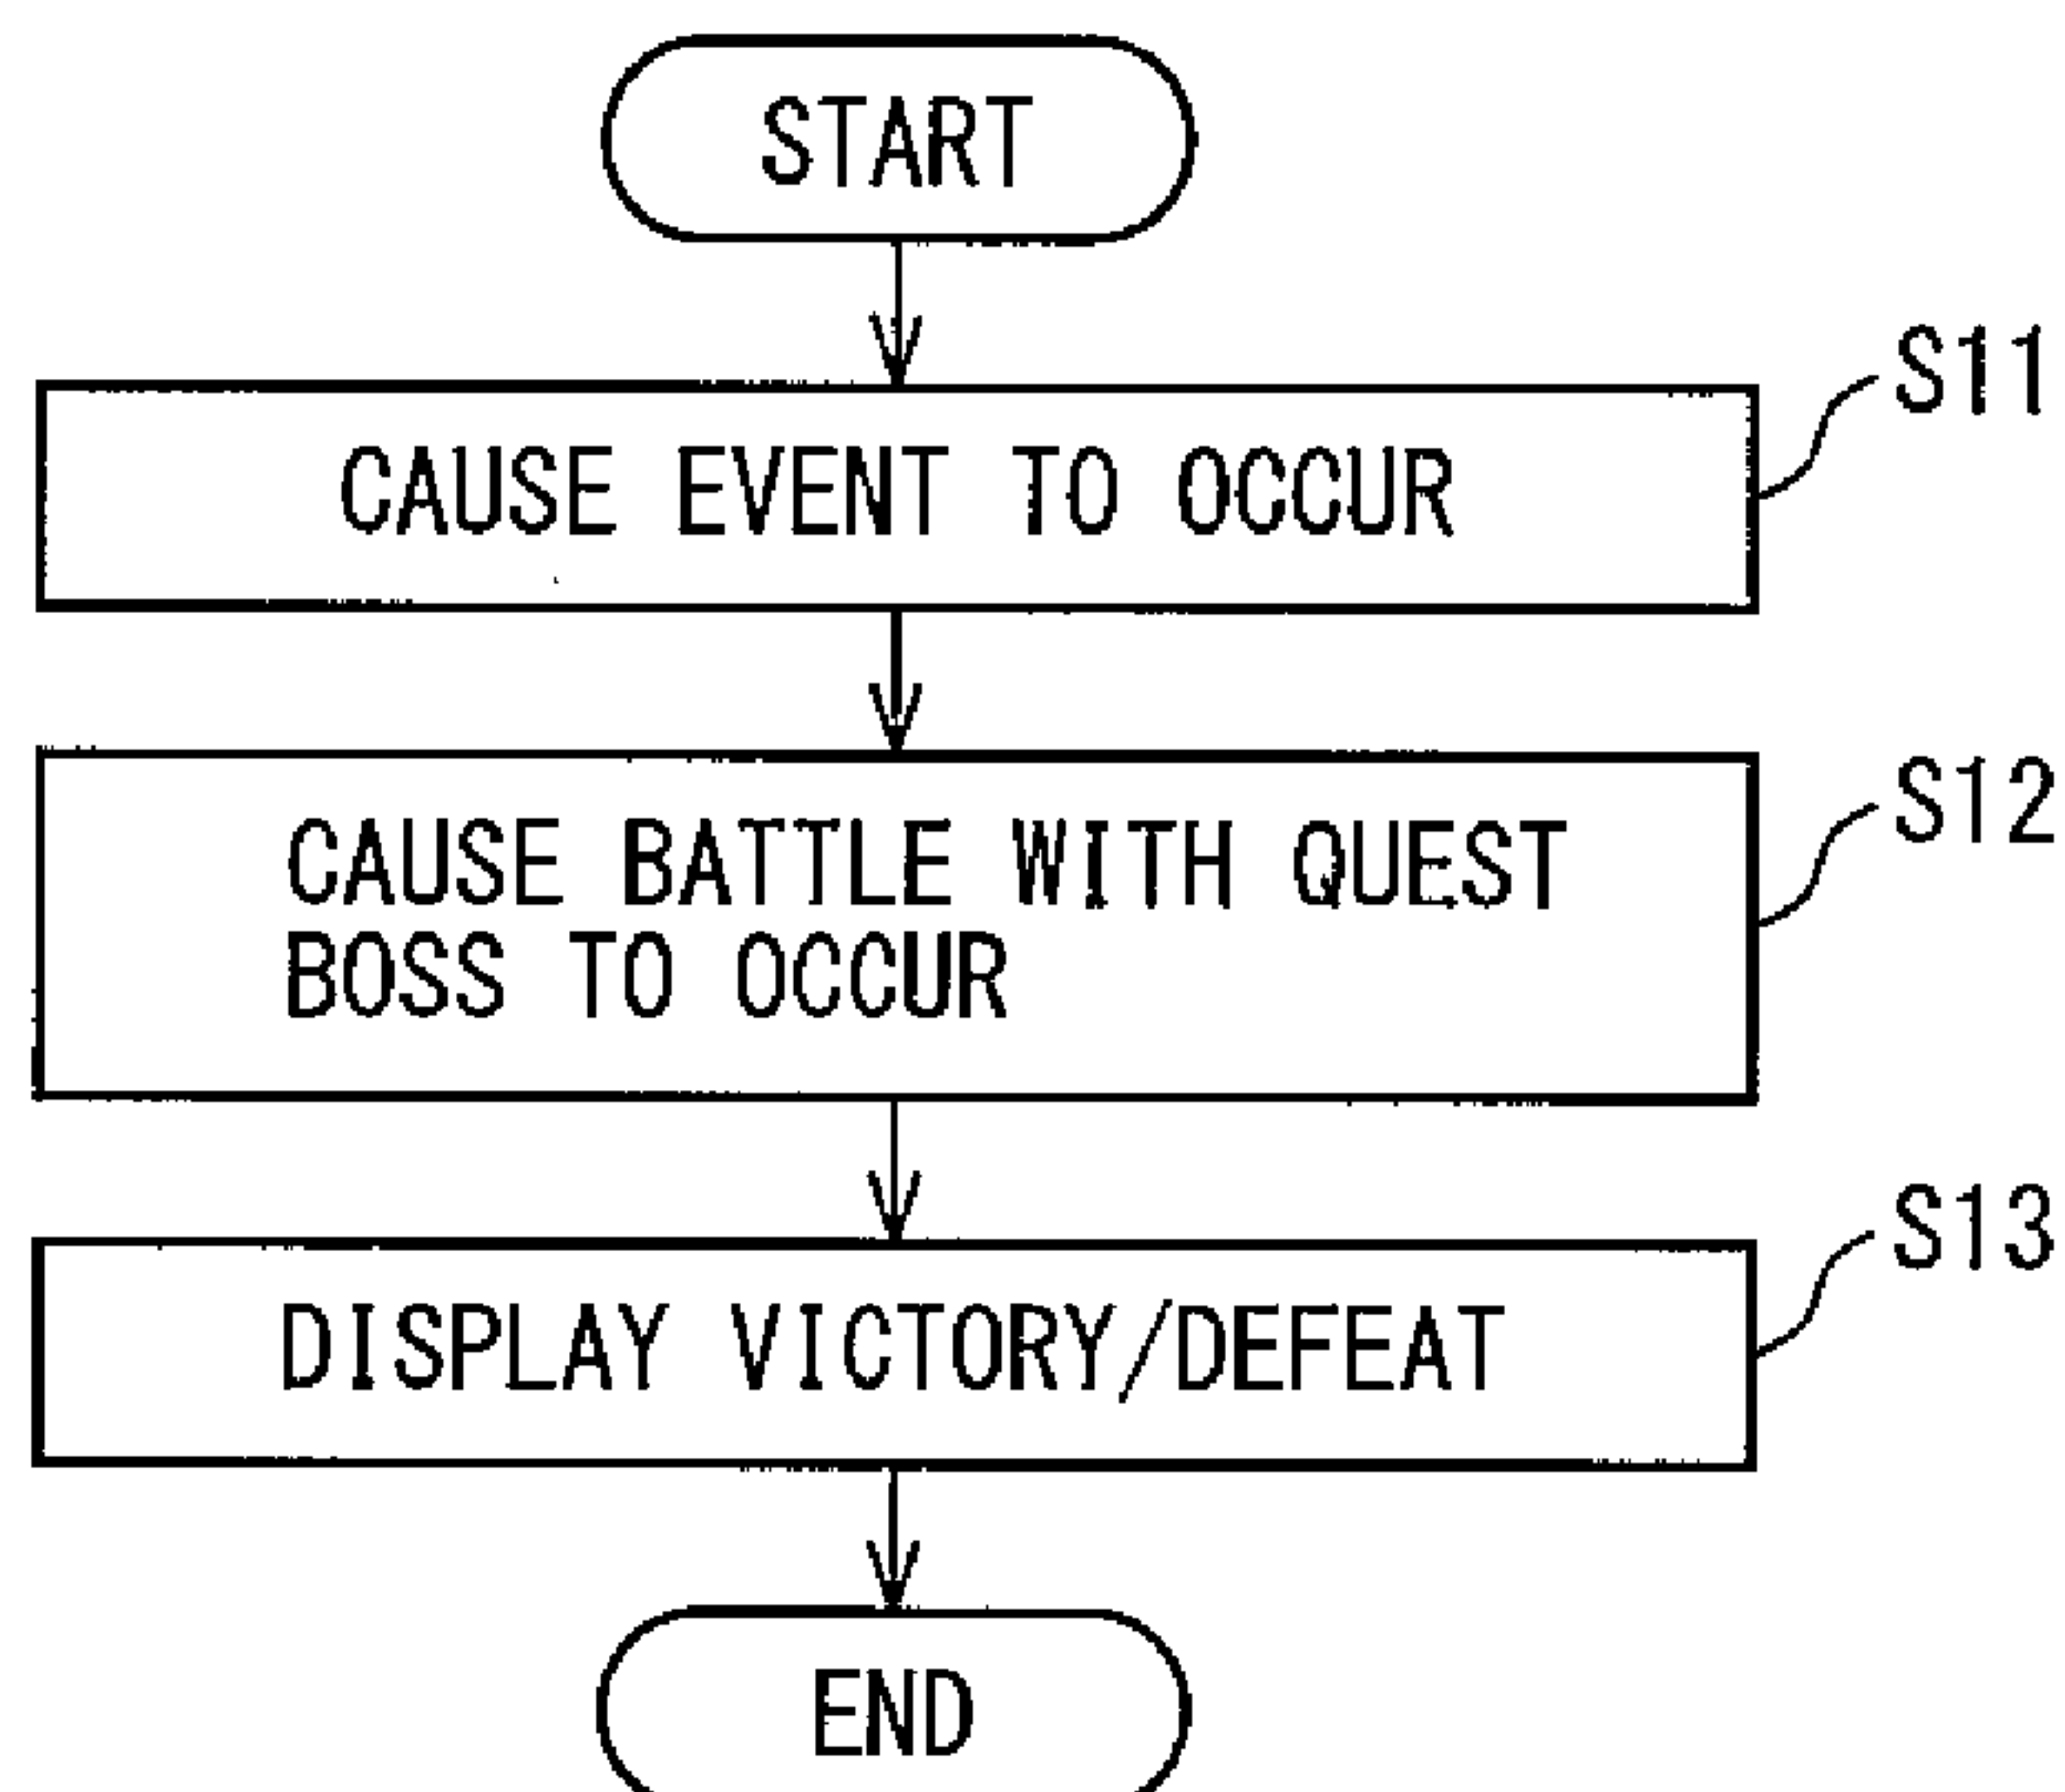 START
S11
CAUSE EVENT TO OCCUR
S12
CAUSE BATTLE WITH QUEST
BOSS TO OCCUR
S13
DISPLAY VICTORY/DEFEAT
END